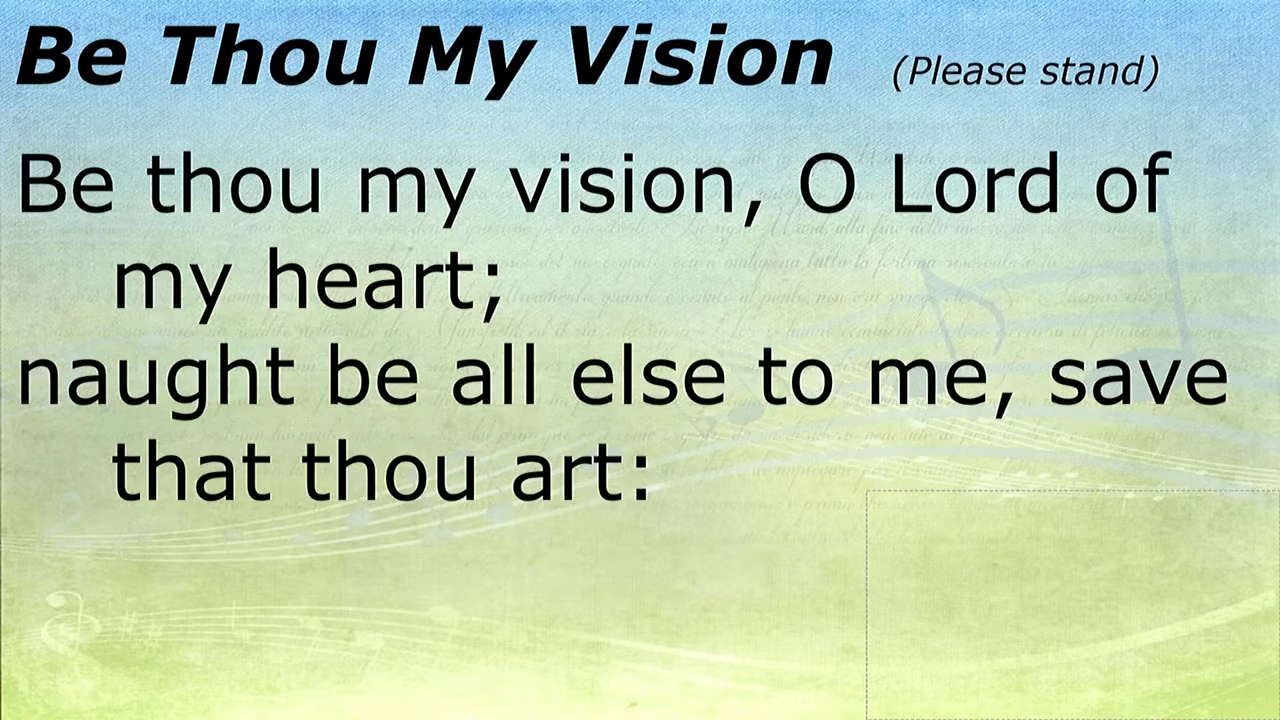 Be Thou My Vision (Please stand)
Be thou my vision, O Lord of
my heart;
naught be all else to me, save
that thou art: